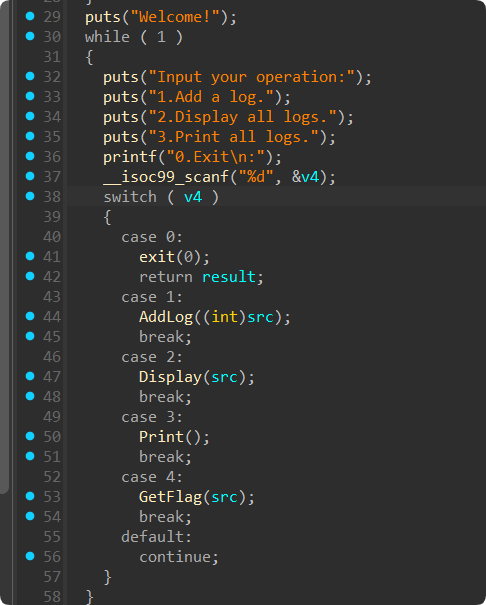 29 puts("Welcome!");
30 while ( 1 )
31 {
32 puts("Input your operation:");
33 puts("1.Add a log.");
34 puts("2.Display all logs.");
35 puts("3.Print all logs.");
36 printf("0.Exit\n:");
37 __isoc99_scanf("%d", &v4);
38 switch ( v4 )
39 {
40 case 0:
41 exit(0);
42 return result;
43 case 1:
44 AddLog((int)src);
45 break;
46 case 2:
47 Display(src);
48 break;
49 case 3:
50 Print();
51 break;
52 case 4:
53 GetFlag(src);
54 break;
55 default:
56 continue;
57 }
58 }